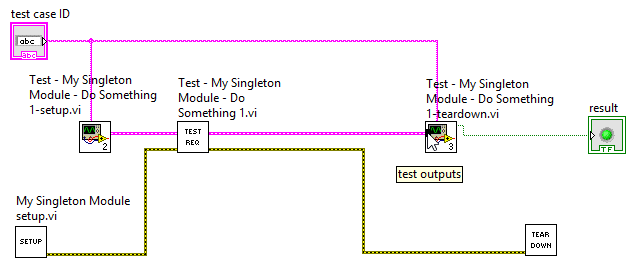 test case ID
abc
abc
Test - My Singleton
Module - Do Something
1-setup.vi
Test - My Singleton
Module - Do
Something 1.vi
Test - My Singleton
Module - Do Something
1-teardown.vi
result
2
TEST
REQ
3
TF
test outputs
My Singleton Module
setup.vi
SETUP
TEAR
DOWN